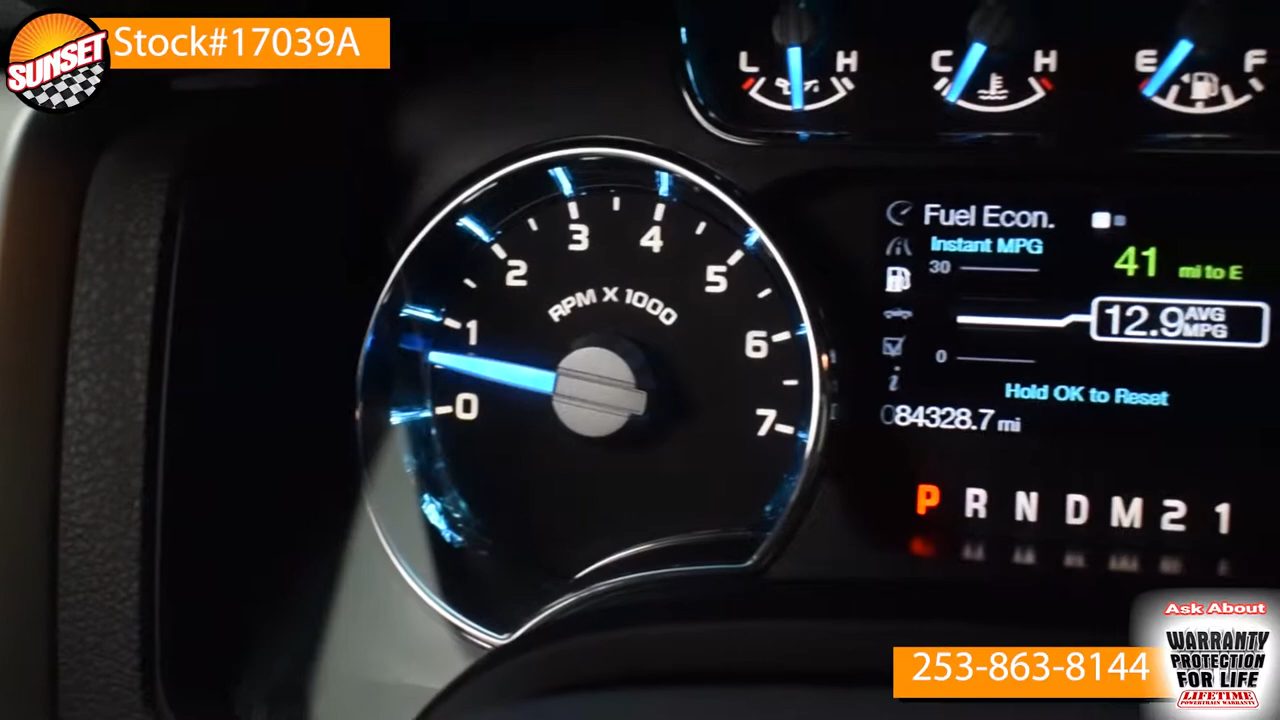 SUNSET
Stock#17039A
L H
C H
E F
0
1
2
3
4
5
6
7
RPM X 1000
Fuel Econ.
Instant MPG
30
41 mi to E
12.9 AVG MPG
0
Hold OK to Reset
084328.7 mi
P R N D M 2 1
Ask About
WARRANTY
PROTECTION
FOR LIFE
LIFETIME
POWERTRAIN WARRANTY
253-863-8144